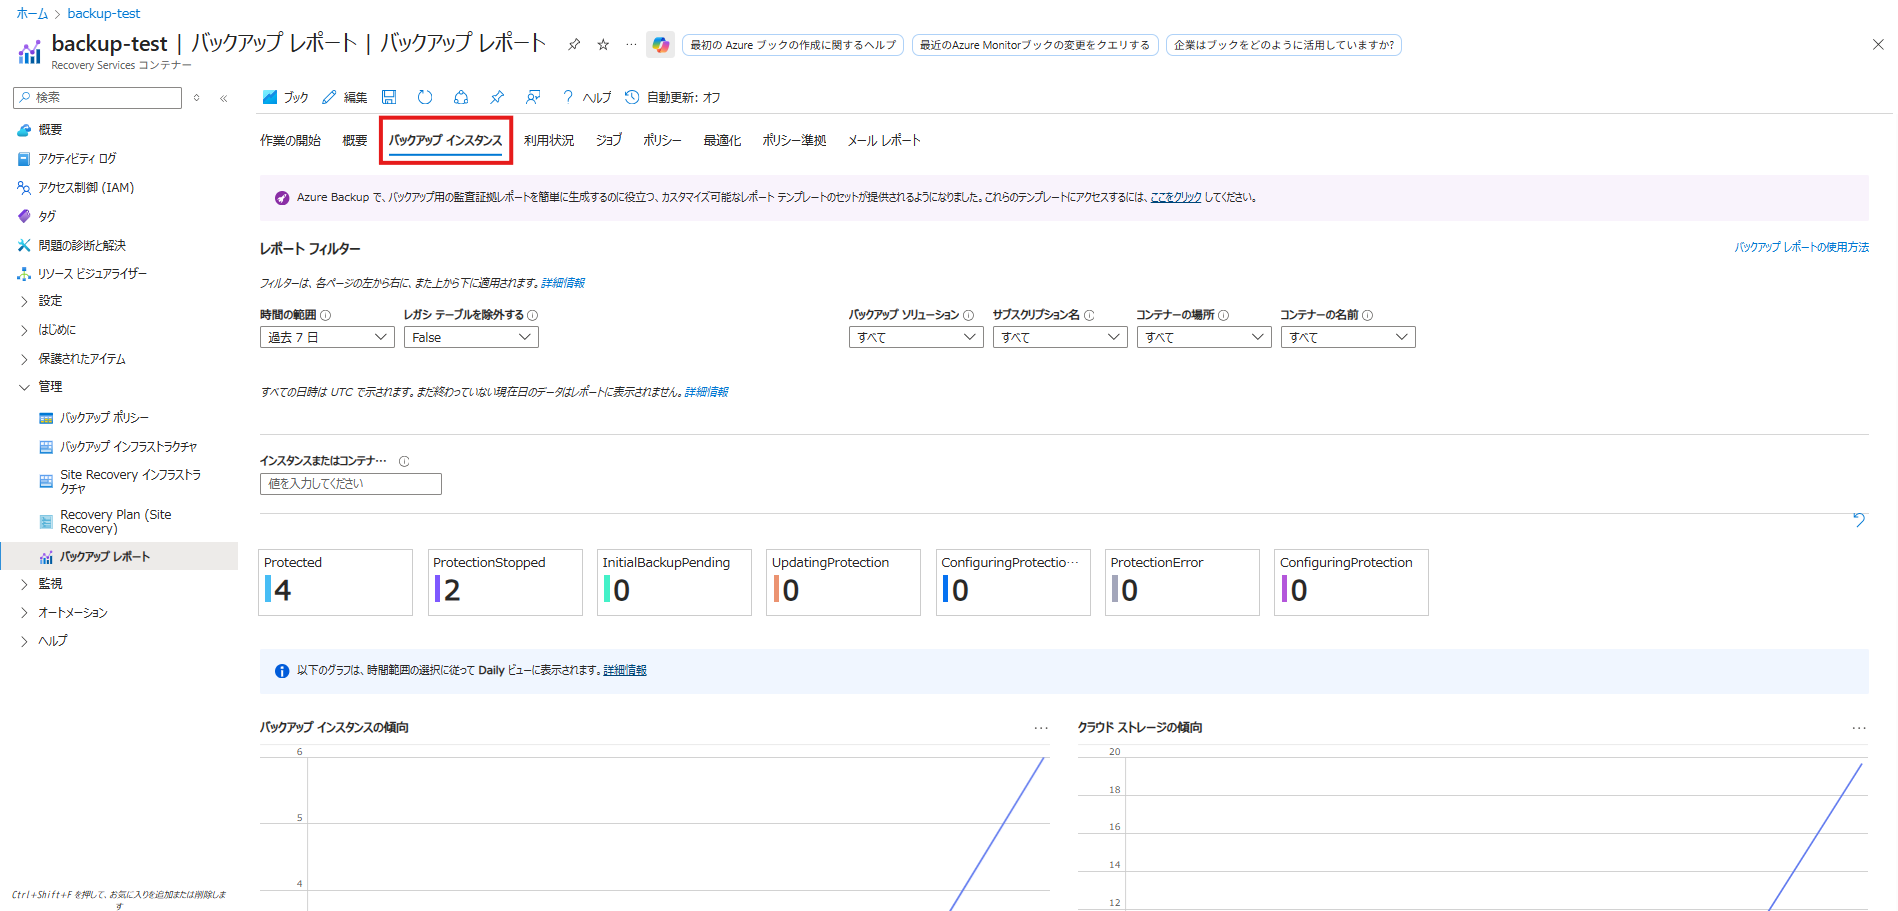 ホーム > backup-test
backup-test | バックアップ レポート | バックアップ レポート
最初の Azure ブックの作成に関するヘルプ
最近のAzure Monitorブックの変更をクエリする
企業はブックをどのように活用していますか?
Recovery Services コンテナー
検索
概要
アクティビティ ログ
アクセス制御 (IAM)
タグ
問題の診断と解決
リソース ビジュアライザー
設定
はじめに
保護されたアイテム
管理
バックアップ ポリシー
バックアップ インフラストラクチャ
Site Recovery インフラストラ
クチャ
Recovery Plan (Site
Recovery)
バックアップ レポート
監視
オートメーション
ヘルプ
Ctrl+Shift+F を押して、お気に入りを追加または削除しま
す
ブック 編集 ヘルプ 自動更新: オフ
作業の開始 概要 バックアップ インスタンス 利用状況 ジョブ ポリシー 最適化 ポリシー準拠 メール レポート
Azure Backup で、バックアップ用の監査証拠レポートを簡単に生成するのに役立つ、カスタマイズ可能なレポート テンプレートのセットが提供されるようになりました。これらのテンプレートにアクセスするには、ここをクリック してください。
レポート フィルター
バックアップ レポートの使用方法
フィルターは、各ページの左から右に、また上から下に適用されます。詳細情報
時間の範囲 レガシ テーブルを除外する バックアップ ソリューション サブスクリプション名 コンテナーの場所 コンテナーの名前
過去 7 日 False すべて すべて すべて すべて
すべての日時は UTC で示されます。まだ終わっていない現在日のデータはレポートに表示されません。詳細情報
インスタンスまたはコンテナ…
値を入力してください
Protected
4
ProtectionStopped
2
InitialBackupPending
0
UpdatingProtection
0
ConfiguringProtectio…
0
ProtectionError
0
ConfiguringProtection
0
以下のグラフは、時間範囲の選択に従って Daily ビューに表示されます。詳細情報
バックアップ インスタンスの傾向
6
5
4
クラウド ストレージの傾向
20
18
16
14
12